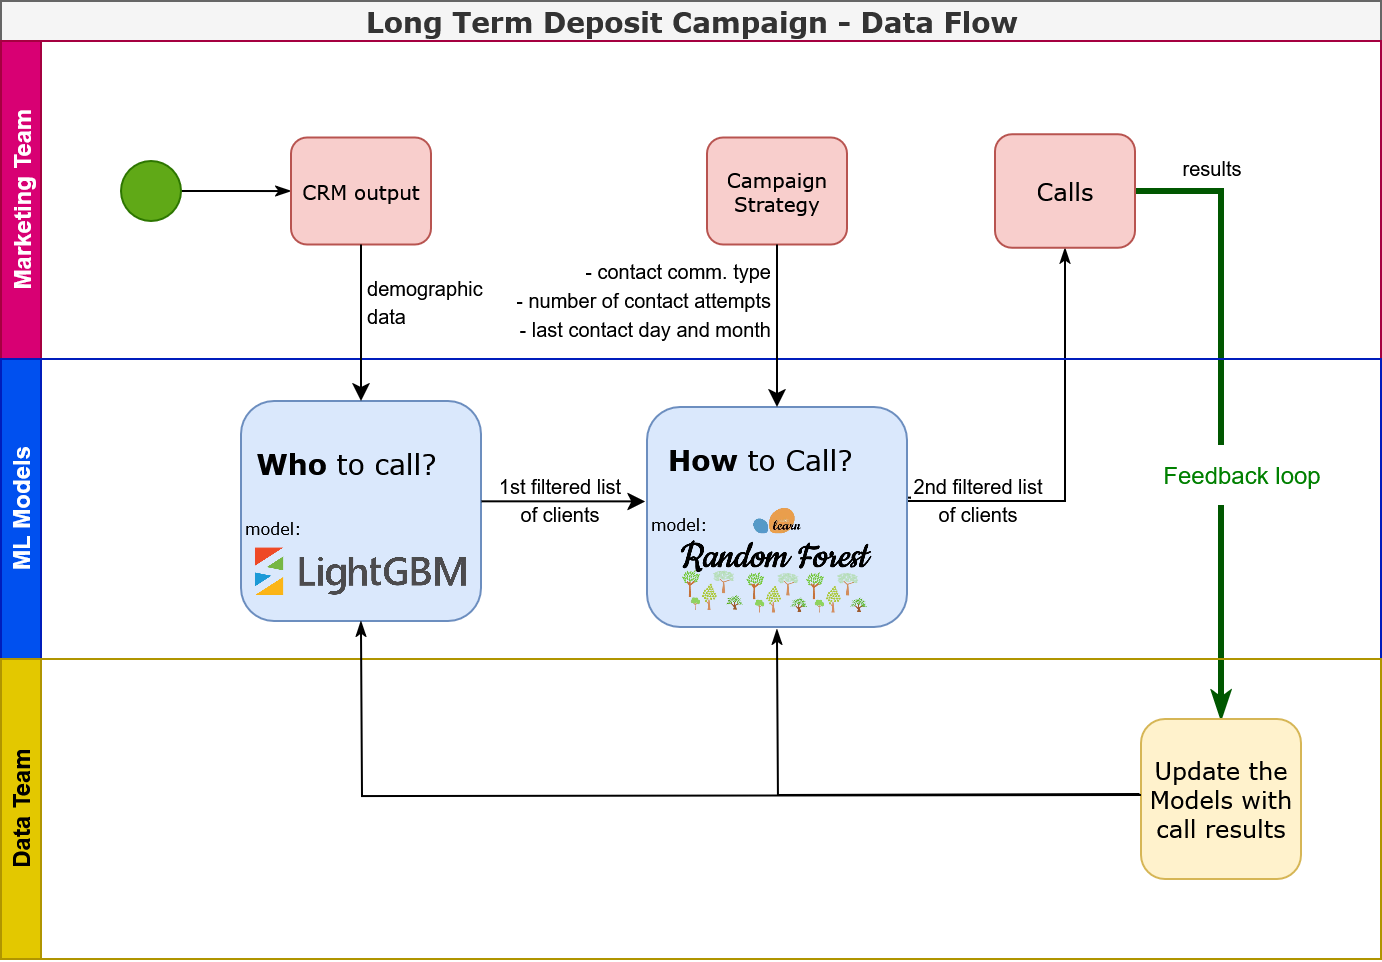 Long Term Deposit Campaign – Data Flow
Marketing Team
CRM output
Campaign
Strategy
Calls
results
demographic
data
- contact comm. type
- number of contact attempts
- last contact day and month
ML Models
Who to call?
model:
LightGBM
1st filtered list
of clients
How to Call?
model:
learn
Random Forest
2nd filtered list
of clients
Feedback loop
Data Team
Update the
Models with
call results